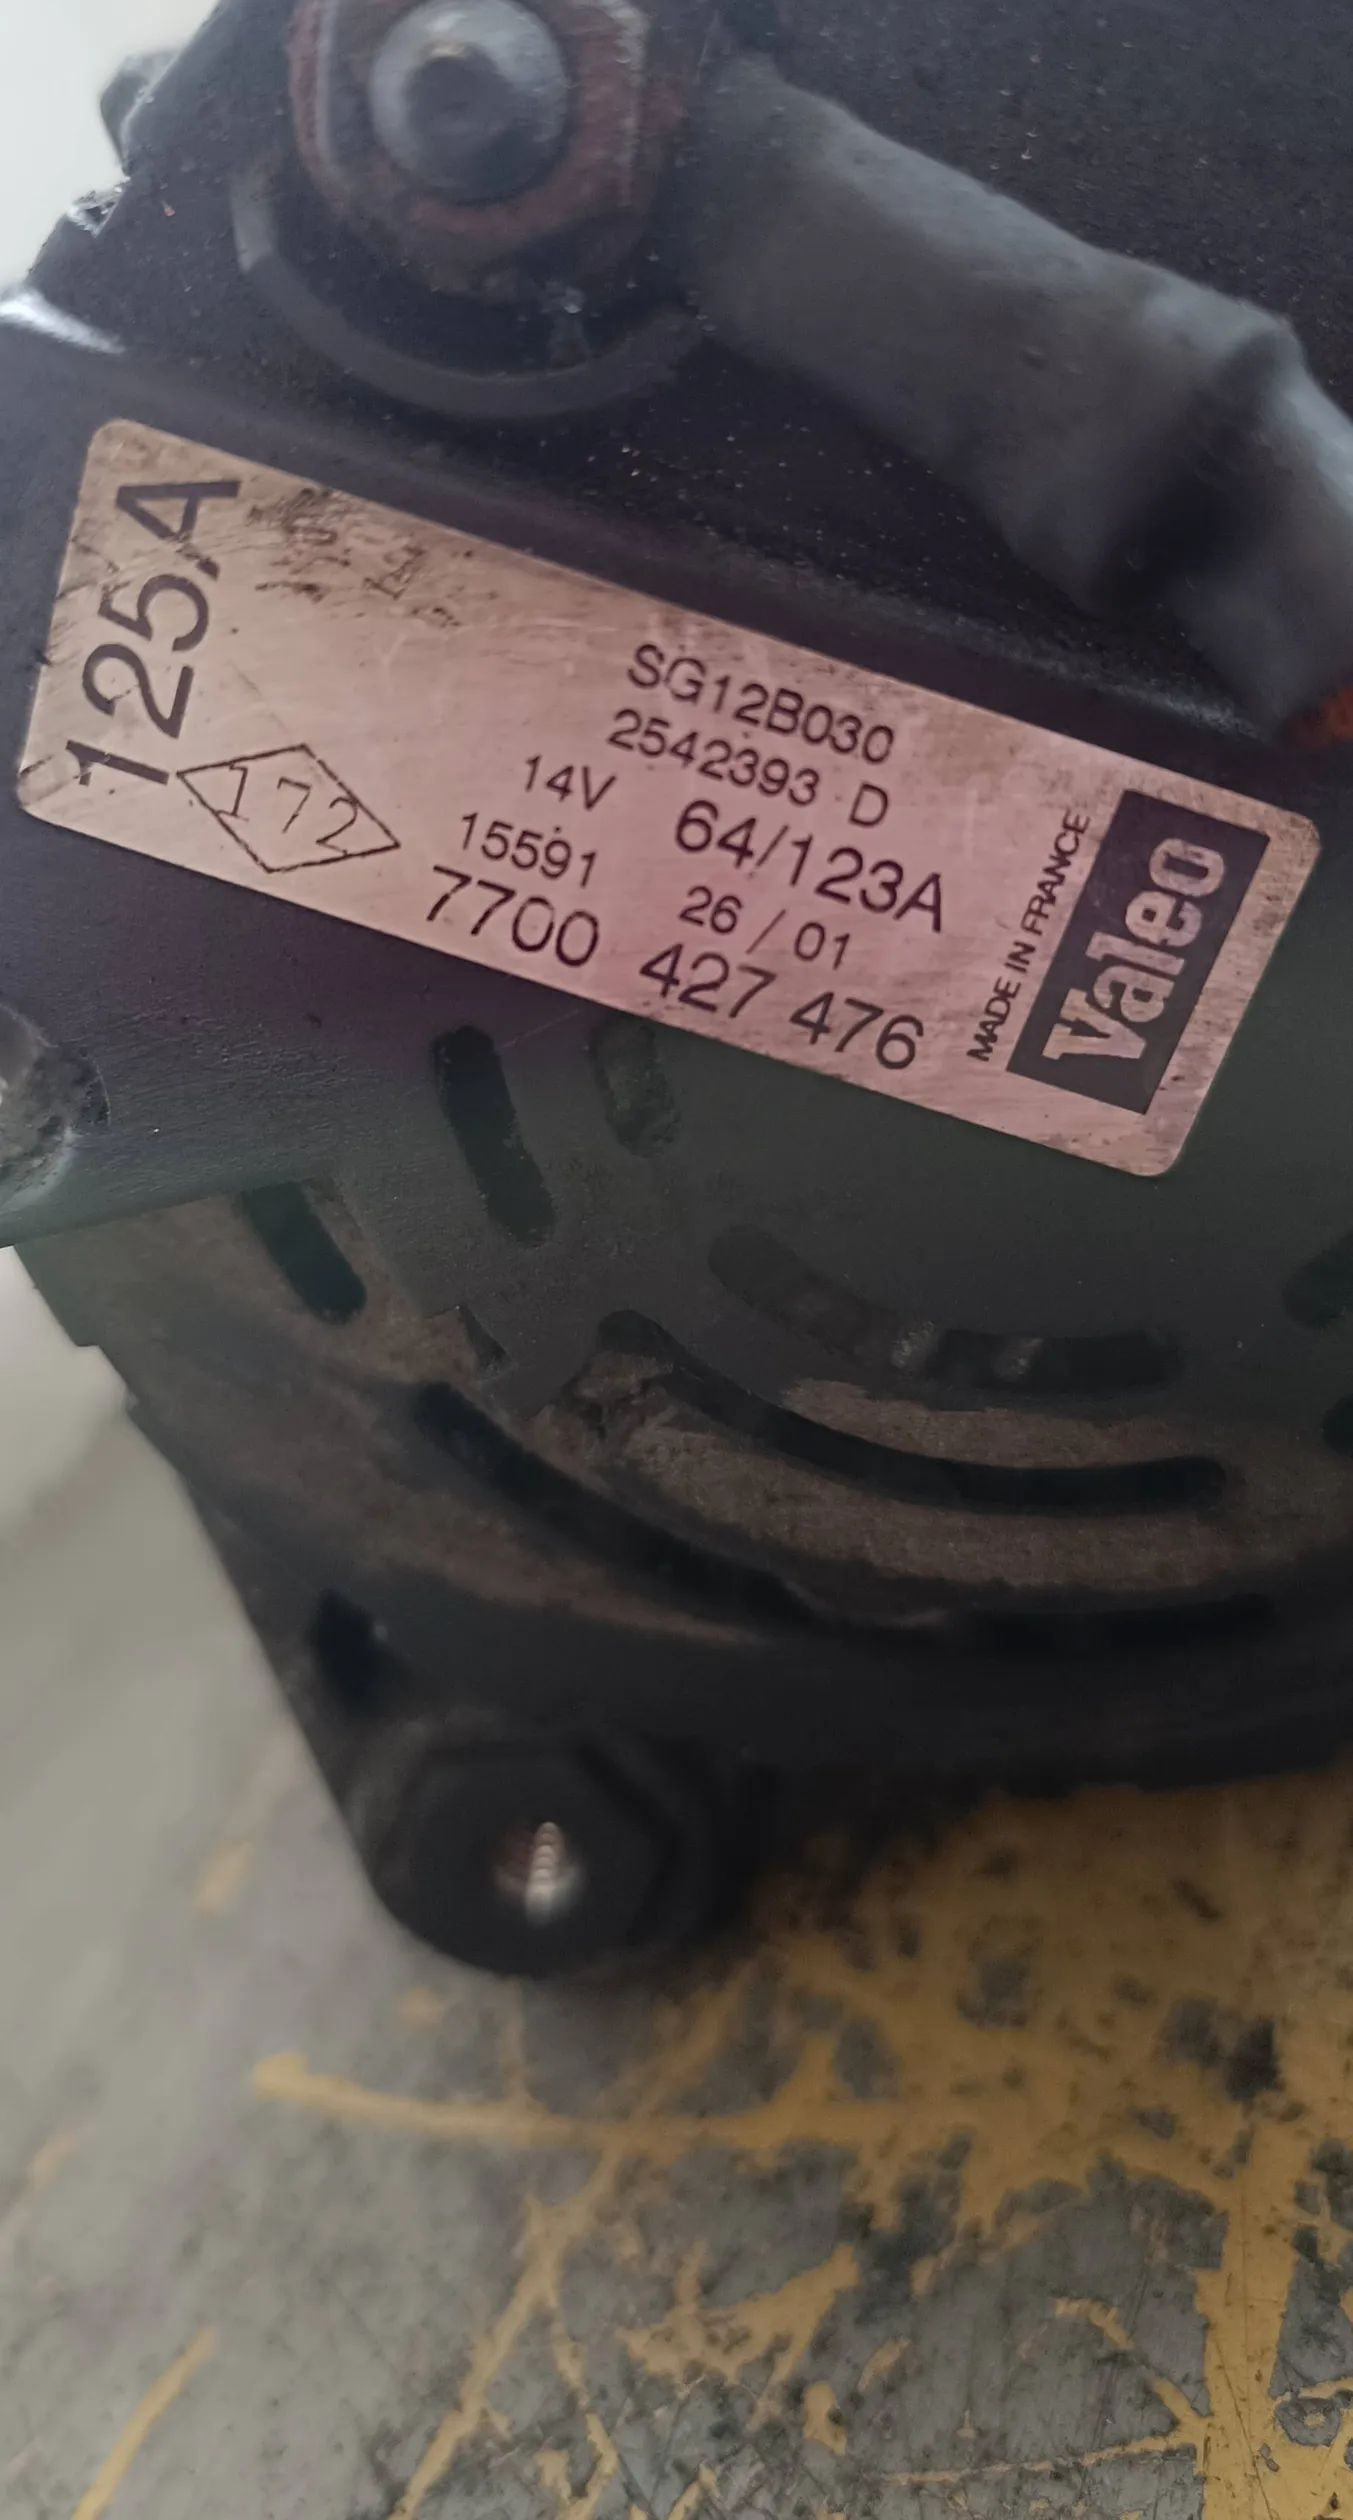 125A
172
SG12B030
2542393 D
14V 64/123A
15591 26 / 01
7700 427 476
MADE IN FRANCE
Valeo